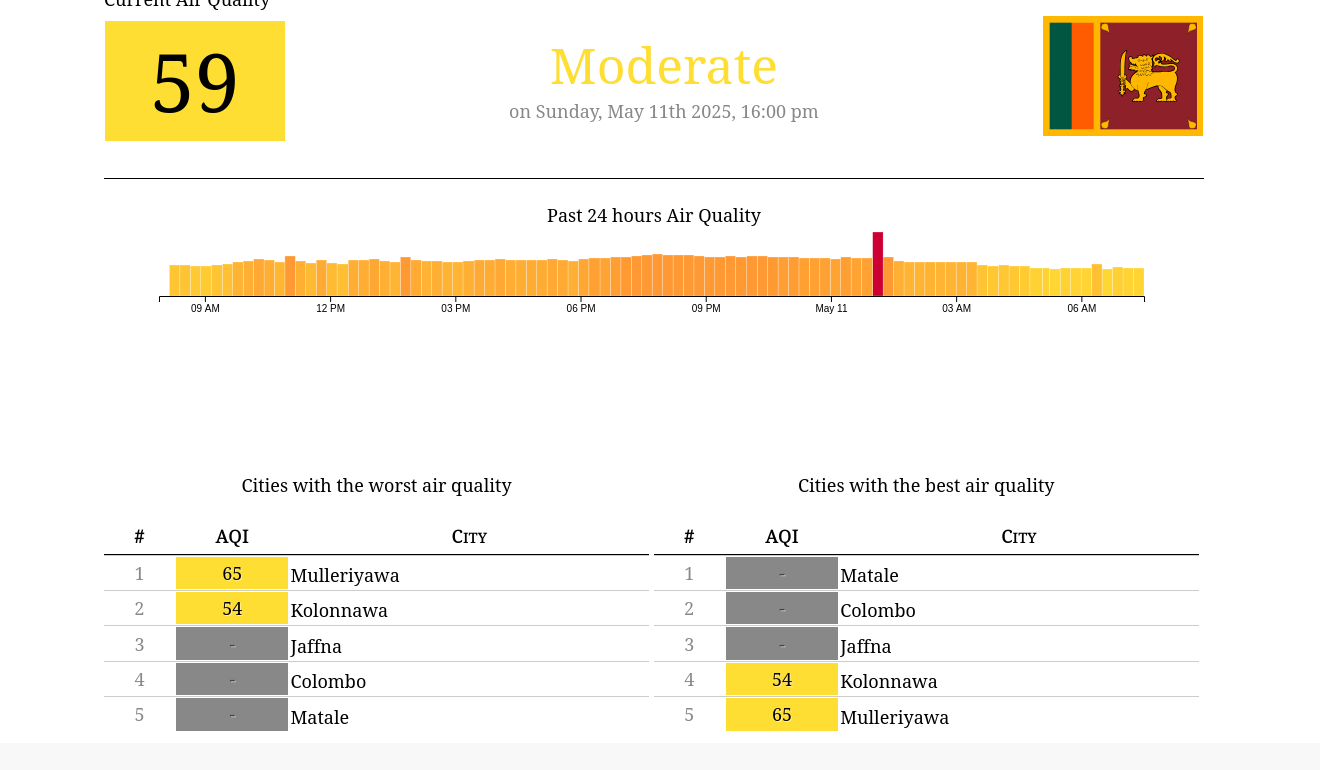 Current Air Quality
59
Moderate
on Sunday, May 11th 2025, 16:00 pm
Past 24 hours Air Quality
09 AM 12 PM 03 PM 06 PM 09 PM May 11 03 AM 06 AM
Cities with the worst air quality
# AQI City
1 65 Mulleriyawa
2 54 Kolonnawa
3 - Jaffna
4 - Colombo
5 - Matale
Cities with the best air quality
# AQI City
1 - Matale
2 - Colombo
3 - Jaffna
4 54 Kolonnawa
5 65 Mulleriyawa